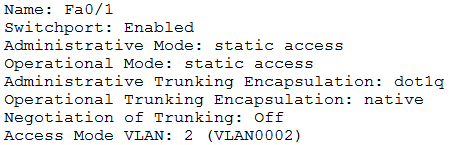 Name: Fa0/1
Switchport: Enabled
Administrative Mode: static access
Operational Mode: static access
Administrative Trunking Encapsulation: dot1q
Operational Trunking Encapsulation: native
Negotiation of Trunking: Off
Access Mode VLAN: 2 (VLAN0002)